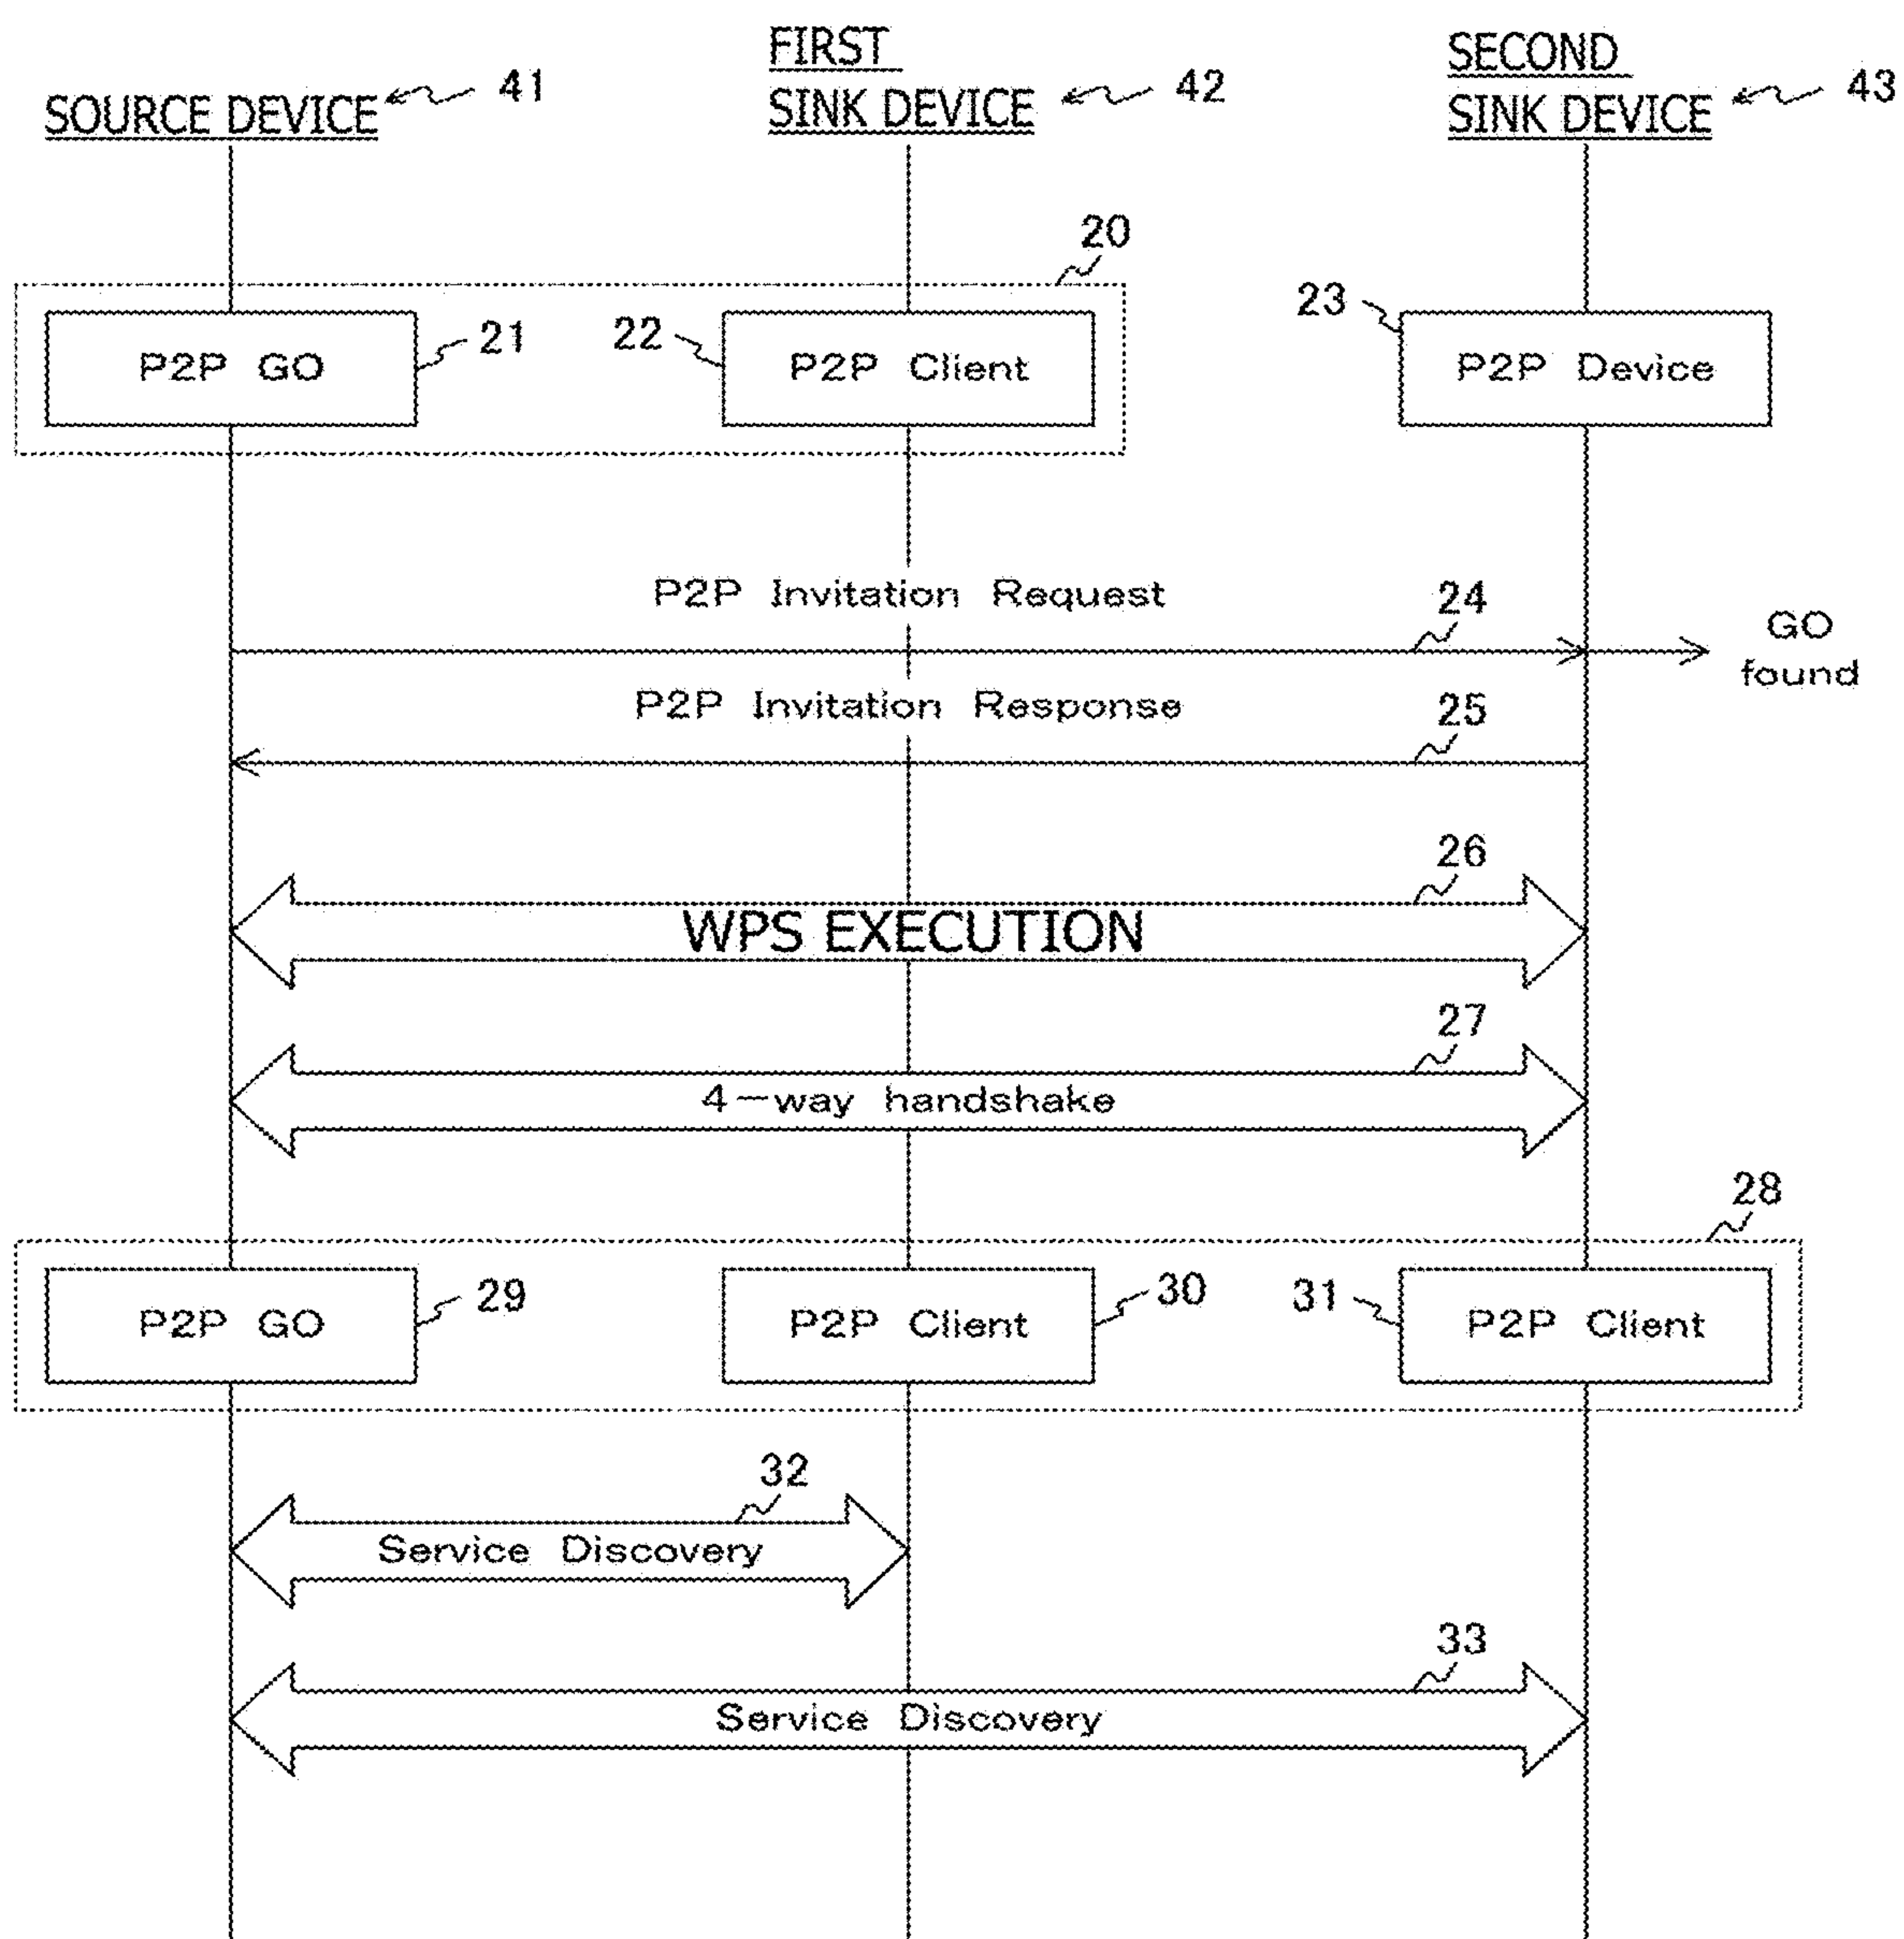 SOURCE DEVICE 41
FIRST
SINK DEVICE 42
SECOND
SINK DEVICE 43
20
P2P GO 21
22 P2P Client
23 P2P Device
P2P Invitation Request 24
GO
found
P2P Invitation Response 25
26
WPS EXECUTION
27
4-way handshake
28
P2P GO 29
P2P Client 30
31 P2P Client
32
Service Discovery
33
Service Discovery